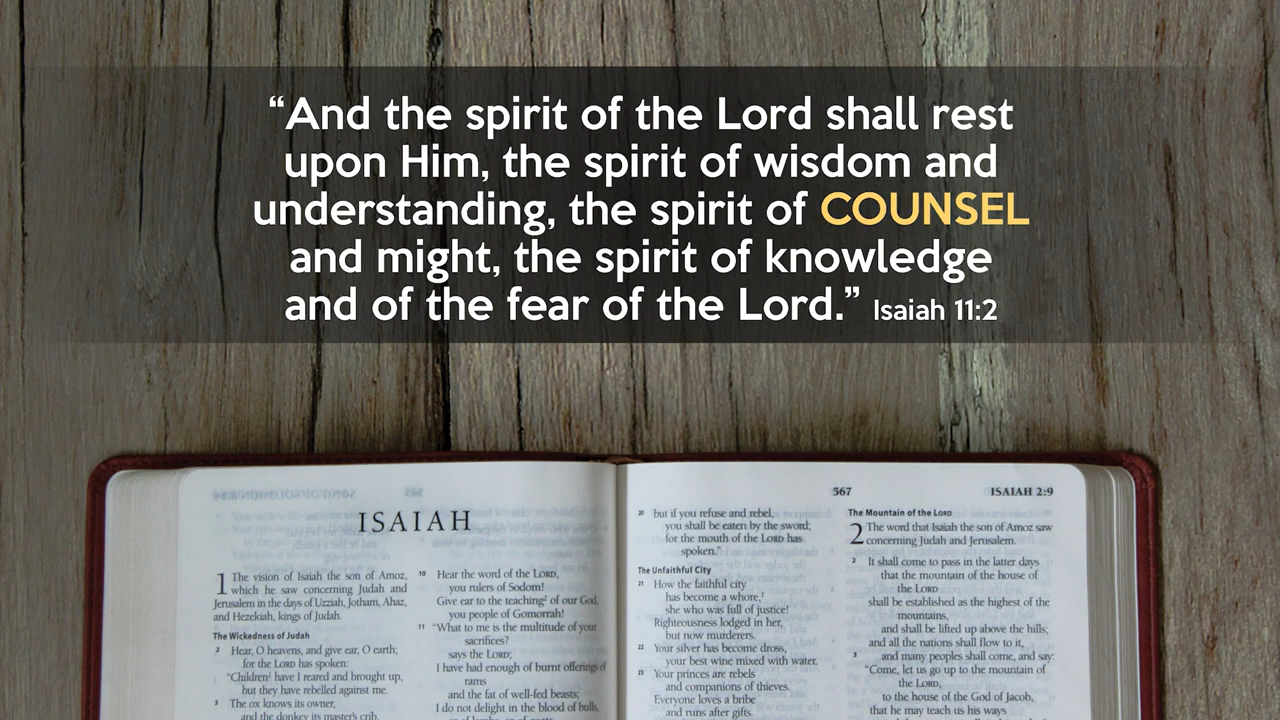 “And the spirit of the Lord shall rest
upon Him, the spirit of wisdom and
understanding, the spirit of COUNSEL
and might, the spirit of knowledge
and of the fear of the Lord.” Isaiah 11:2
ISAIAH
1 The vision of Isaiah the son of Amoz,
which he saw concerning Judah and
Jerusalem in the days of Uzziah, Jotham, Ahaz,
and Hezekiah, kings of Judah.
The Wickedness of Judah
2 Hear, O heavens, and give ear, O earth;
for the LORD has spoken:
“Children¹ have I reared and brought up,
but they have rebelled against me.
3 The ox knows its owner,
and the donkey its master's crib,
10 Hear the word of the LORD,
you rulers of Sodom!
Give ear to the teaching² of our God,
you people of Gomorrah!
11 “What to me is the multitude of your
sacrifices?
says the LORD;
I have had enough of burnt offerings of
rams
and the fat of well-fed beasts;
I do not delight in the blood of bulls,
567
ISAIAH 2:9
20 but if you refuse and rebel,
you shall be eaten by the sword;
for the mouth of the LORD has
spoken.”
The Unfaithful City
21 How the faithful city
has become a whore,¹
she who was full of justice!
Righteousness lodged in her,
but now murderers.
22 Your silver has become dross,
your best wine mixed with water.
23 Your princes are rebels
and companions of thieves.
Everyone loves a bribe
and runs after gifts.
The Mountain of the LORD
2 The word that Isaiah the son of Amoz saw
concerning Judah and Jerusalem.
2 It shall come to pass in the latter days
that the mountain of the house of
the LORD
shall be established as the highest of the
mountains,
and shall be lifted up above the hills;
and all the nations shall flow to it,
3 and many peoples shall come, and say:
“Come, let us go up to the mountain of
the LORD,
to the house of the God of Jacob,
that he may teach us his ways